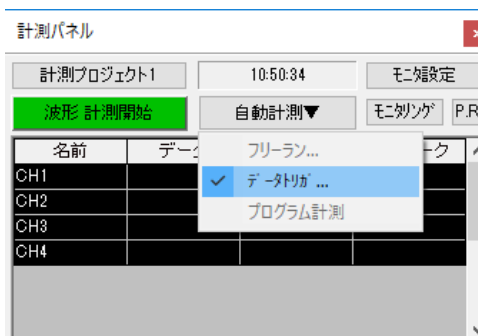 計測パネル
計測プロジェクト1 10:50:34 モニタ設定
波形 計測開始 自動計測▼ モニタリング P.R
名前 デー ーク
フリーラン...
CH1
✓ データトリガ...
CH2
プログラム計測
CH3
CH4